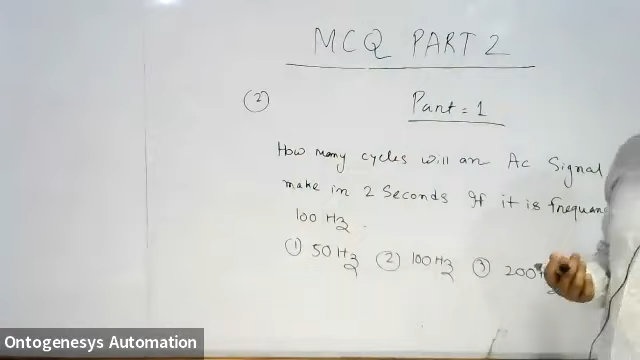 MCQ PART 2
(2)
Part = 1
How many cycles will an Ac Signal
make in 2 Seconds If it is frequan
100 Hz
(1) 50 Hz (2) 100 Hz (3) 200
Ontogenesys Automation